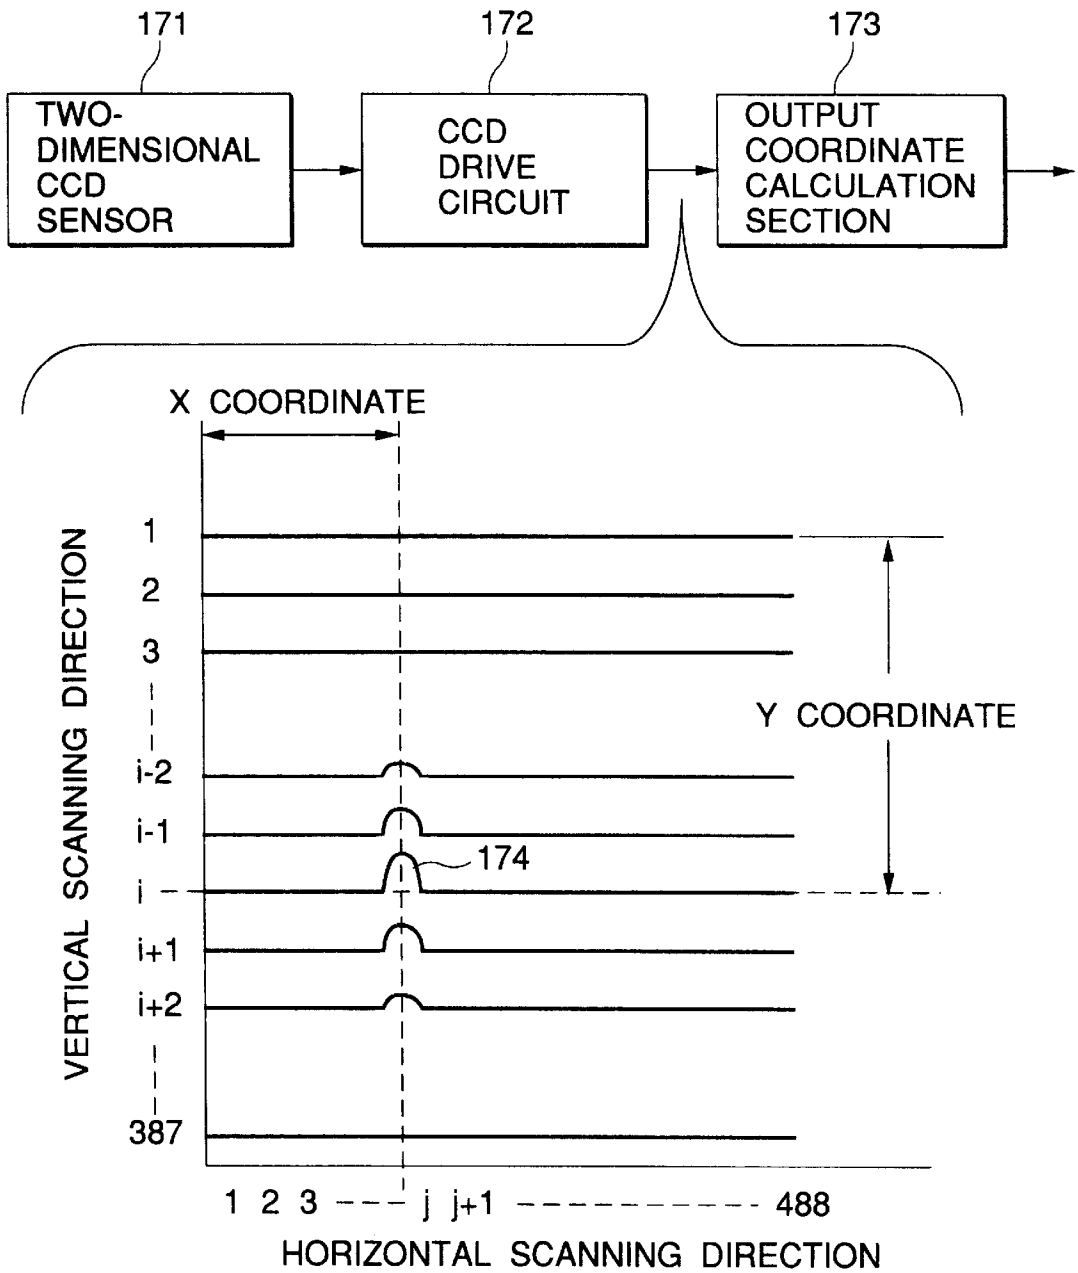 171
172
173
TWO-
DIMENSIONAL
CCD
SENSOR
CCD
DRIVE
CIRCUIT
OUTPUT
COORDINATE
CALCULATION
SECTION
X COORDINATE
VERTICAL SCANNING DIRECTION
1
2
3
Y COORDINATE
i-2
i-1
174
i
i+1
i+2
387
1 2 3 j j+1 488
HORIZONTAL SCANNING DIRECTION